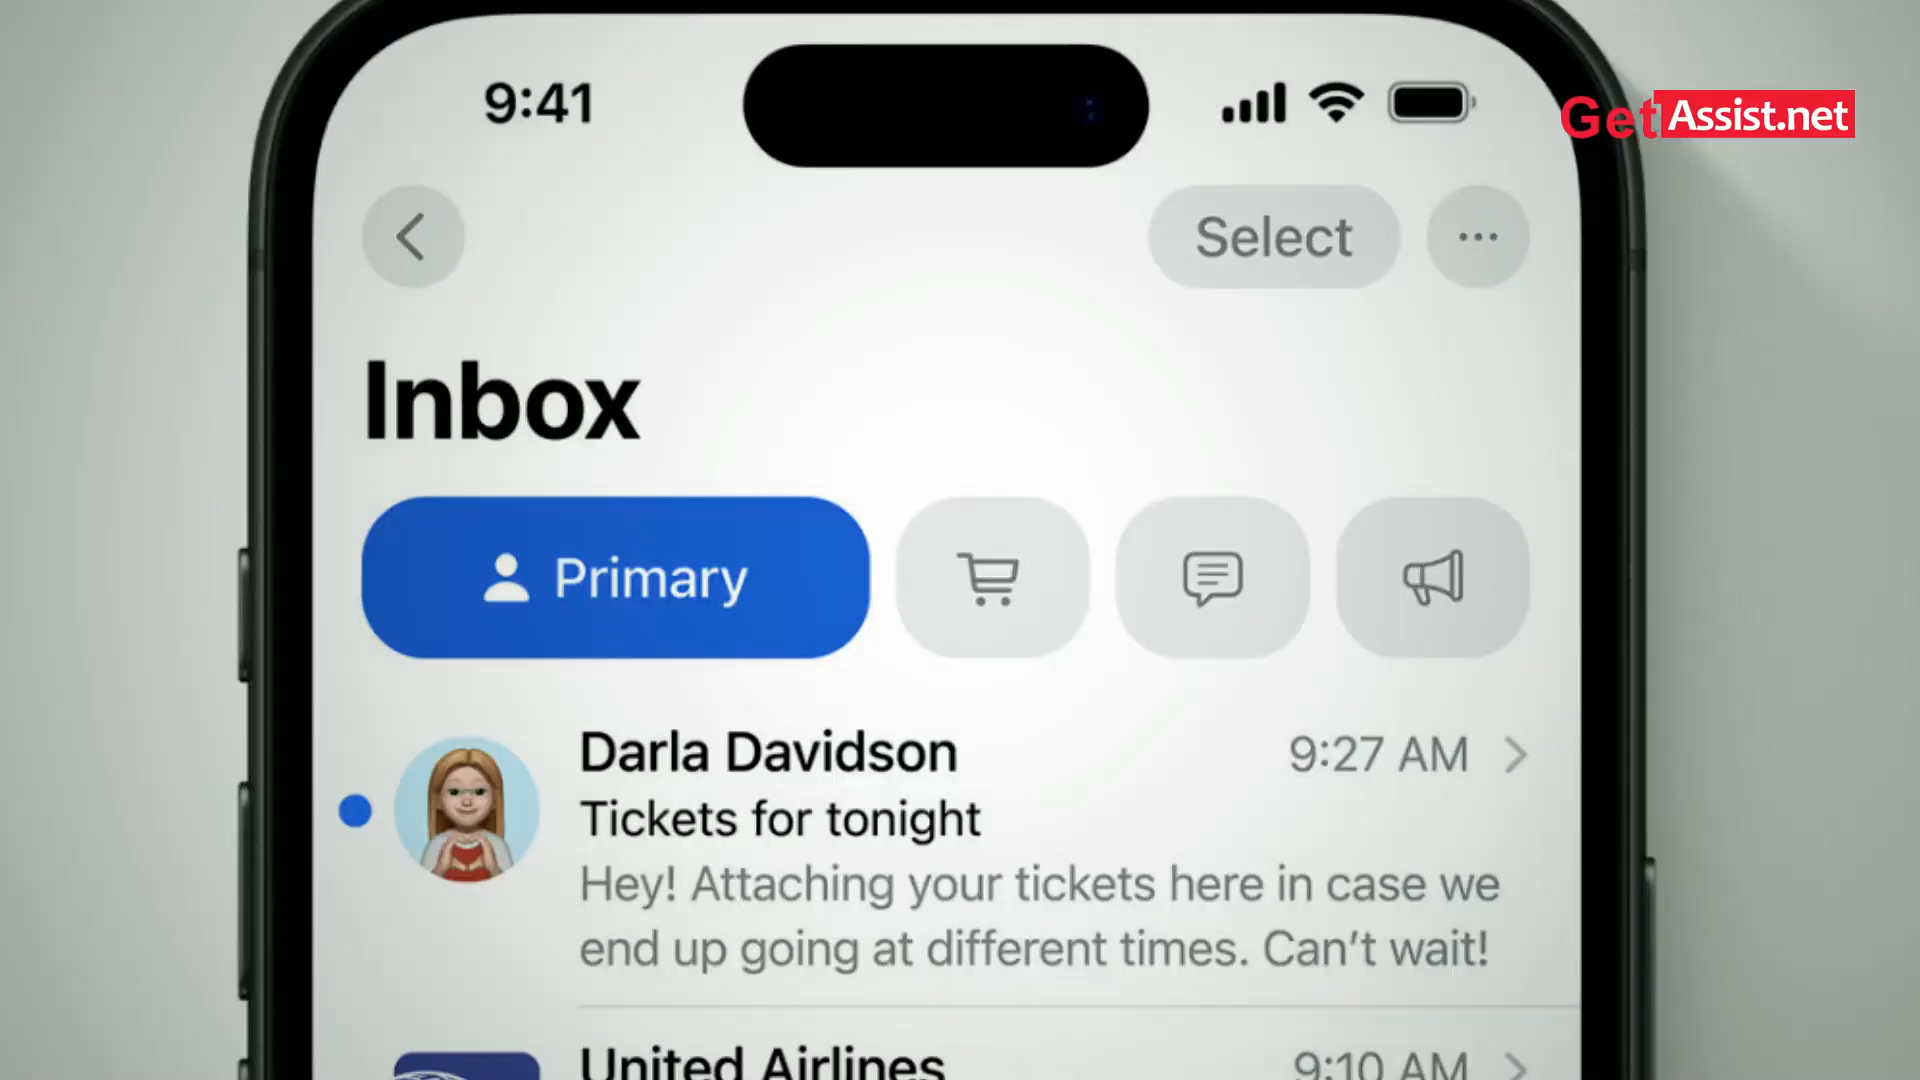 9:41
GetAssist.net
Select
Inbox
Primary
Darla Davidson
9:27 AM
Tickets for tonight
Hey! Attaching your tickets here in case we
end up going at different times. Can't wait!
United Airlines
9:10 AM